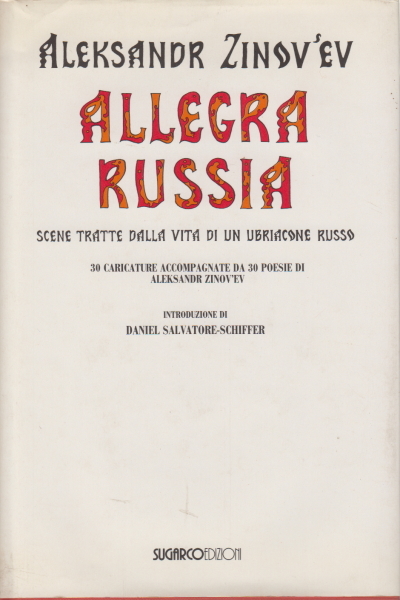 ALEKSANDR ZINOV'EV
ALLEGRA
RUSSIA
SCENE TRATTE DALLA VITA DI UN UBRIACONE RUSSO
30 CARICATURE ACCOMPAGNATE DA 30 POESIE DI
ALEKSANDR ZINOV'EV
INTRODUZIONE DI
DANIEL SALVATORE-SCHIFFER
SUGARCOEDIZIONI